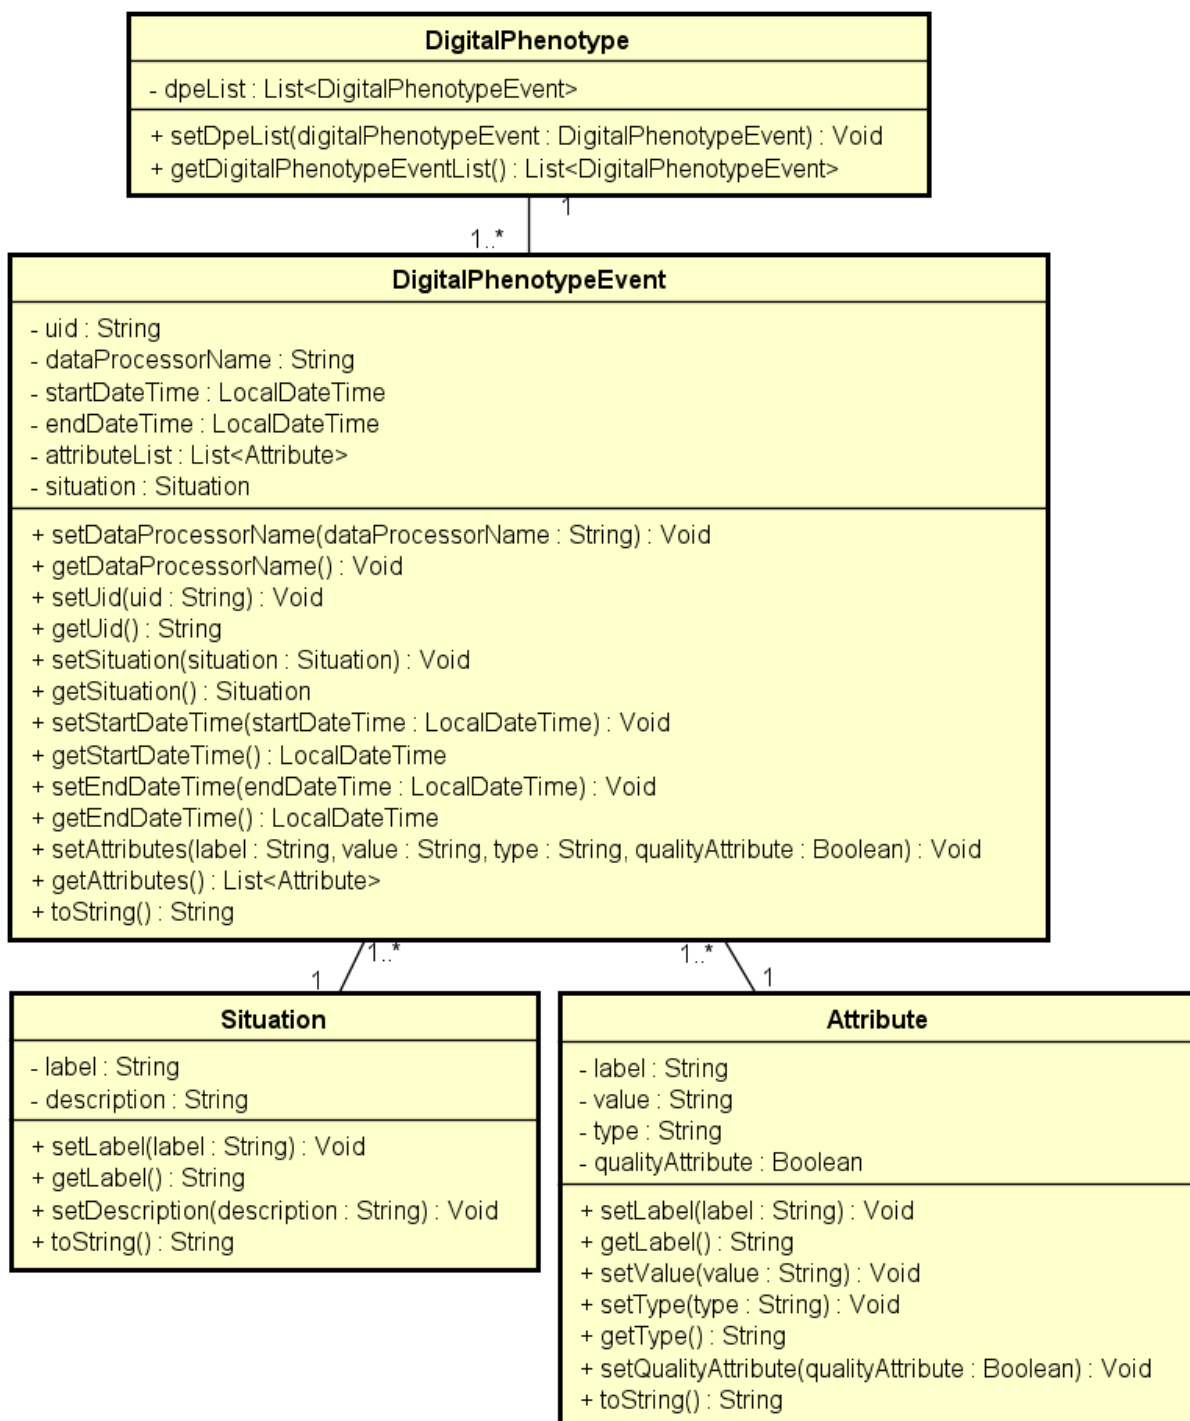 DigitalPhenotype
- dpeList : List<DigitalPhenotypeEvent>
+ setDpeList(digitalPhenotypeEvent : DigitalPhenotypeEvent) : Void
+ getDigitalPhenotypeEventList() : List<DigitalPhenotypeEvent>
1
1..*
DigitalPhenotypeEvent
- uid : String
- dataProcessorName : String
- startDateTime : LocalDateTime
- endDateTime : LocalDateTime
- attributeList : List<Attribute>
- situation : Situation
+ setDataProcessorName(dataProcessorName : String) : Void
+ getDataProcessorName() : Void
+ setUid(uid : String) : Void
+ getUid() : String
+ setSituation(situation : Situation) : Void
+ getSituation() : Situation
+ setStartDateTime(startDateTime : LocalDateTime) : Void
+ getStartDateTime() : LocalDateTime
+ setEndDateTime(endDateTime : LocalDateTime) : Void
+ getEndDateTime() : LocalDateTime
+ setAttributes(label : String, value : String, type : String, qualityAttribute : Boolean) : Void
+ getAttributes() : List<Attribute>
+ toString() : String
1..*
1
1..*
1
Situation
- label : String
- description : String
+ setLabel(label : String) : Void
+ getLabel() : String
+ setDescription(description : String) : Void
+ toString() : String
Attribute
- label : String
- value : String
- type : String
- qualityAttribute : Boolean
+ setLabel(label : String) : Void
+ getLabel() : String
+ setValue(value : String) : Void
+ setType(type : String) : Void
+ getType() : String
+ setQualityAttribute(qualityAttribute : Boolean) : Void
+ toString() : String